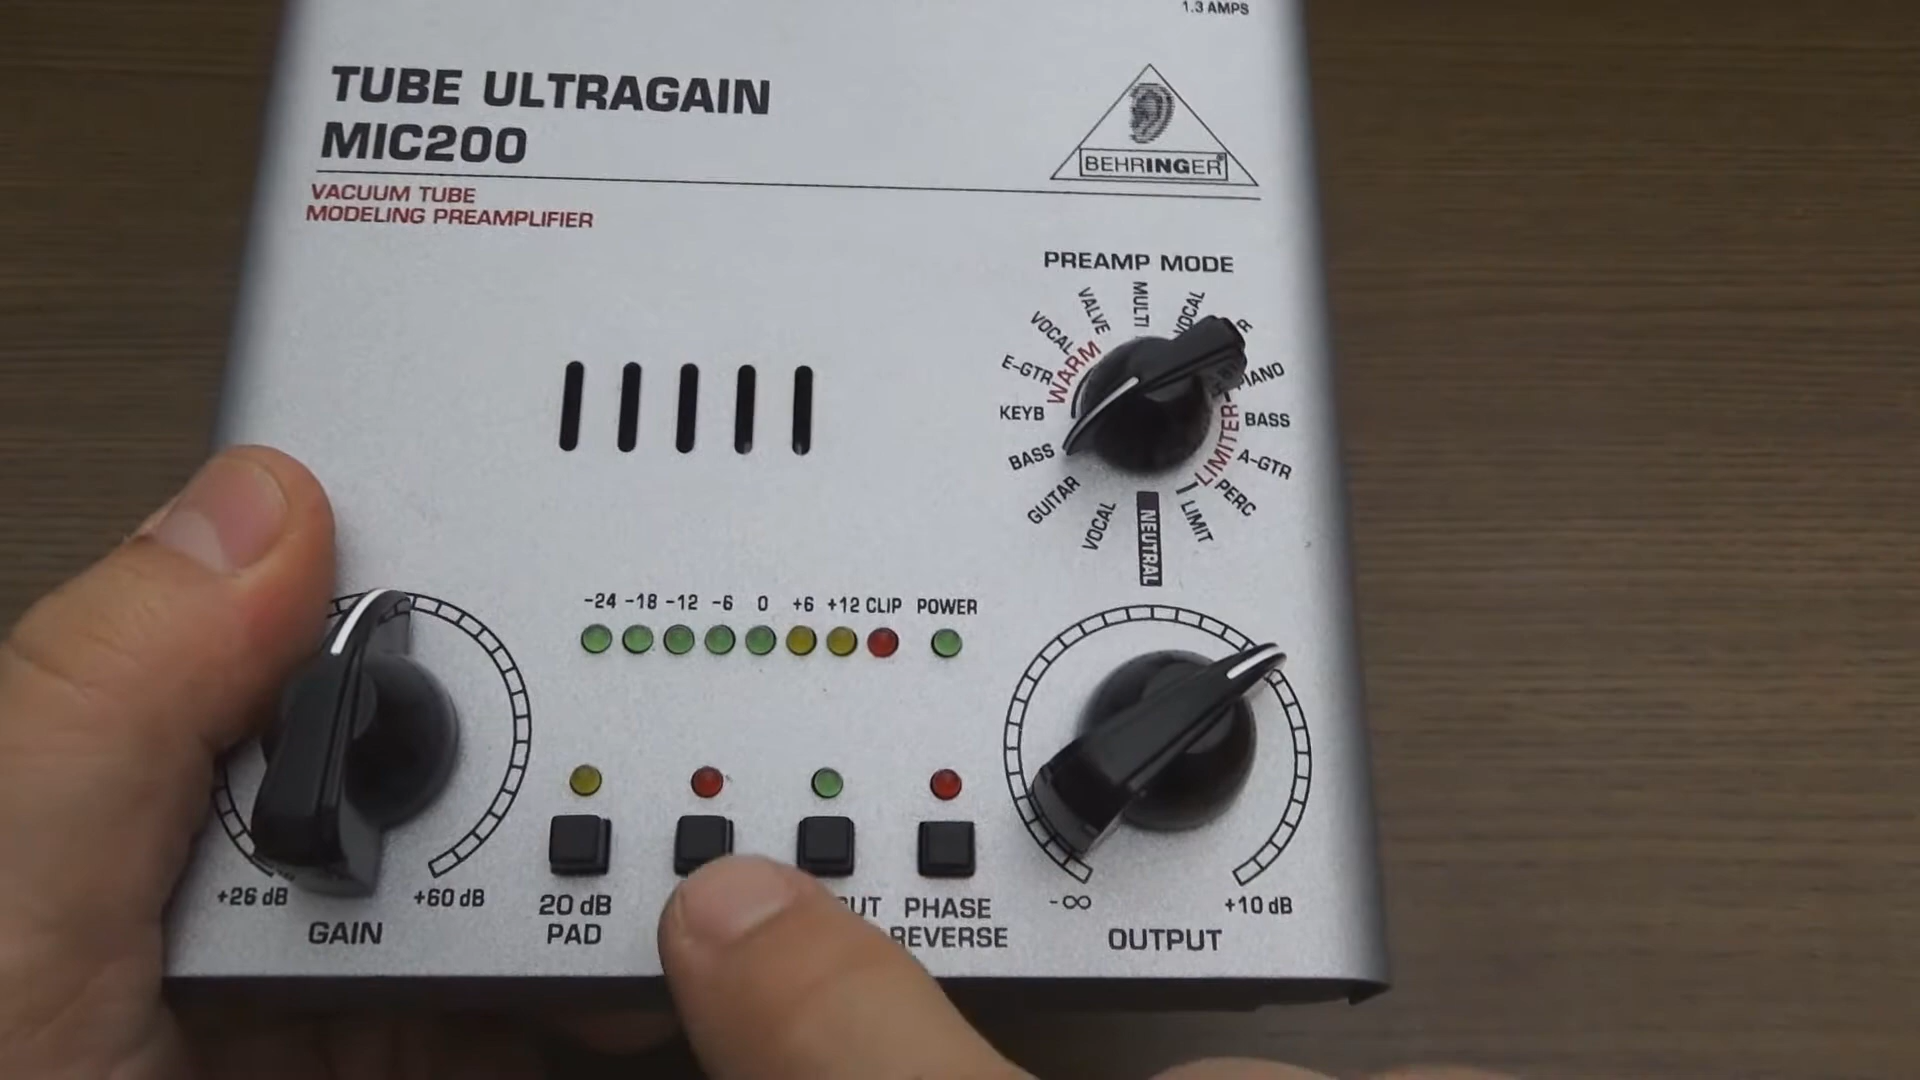 1.3 AMPS
TUBE ULTRAGAIN
MIC200
BEHRINGER
VACUUM TUBE
MODELING PREAMPLIFIER
PREAMP MODE
NEUTRAL
VOCAL
GUITAR
BASS
KEYB
E-GTR
VOCAL
VALVE
MULTI
VOCAL
R
PIANO
BASS
A-GTR
PERC
LIMIT
WARM
LIMITER
-24 -18 -12 -6 0 +6 +12 CLIP POWER
+26 dB +60 dB
GAIN
20 dB
PAD
PHASE
REVERSE
-∞ +10 dB
OUTPUT